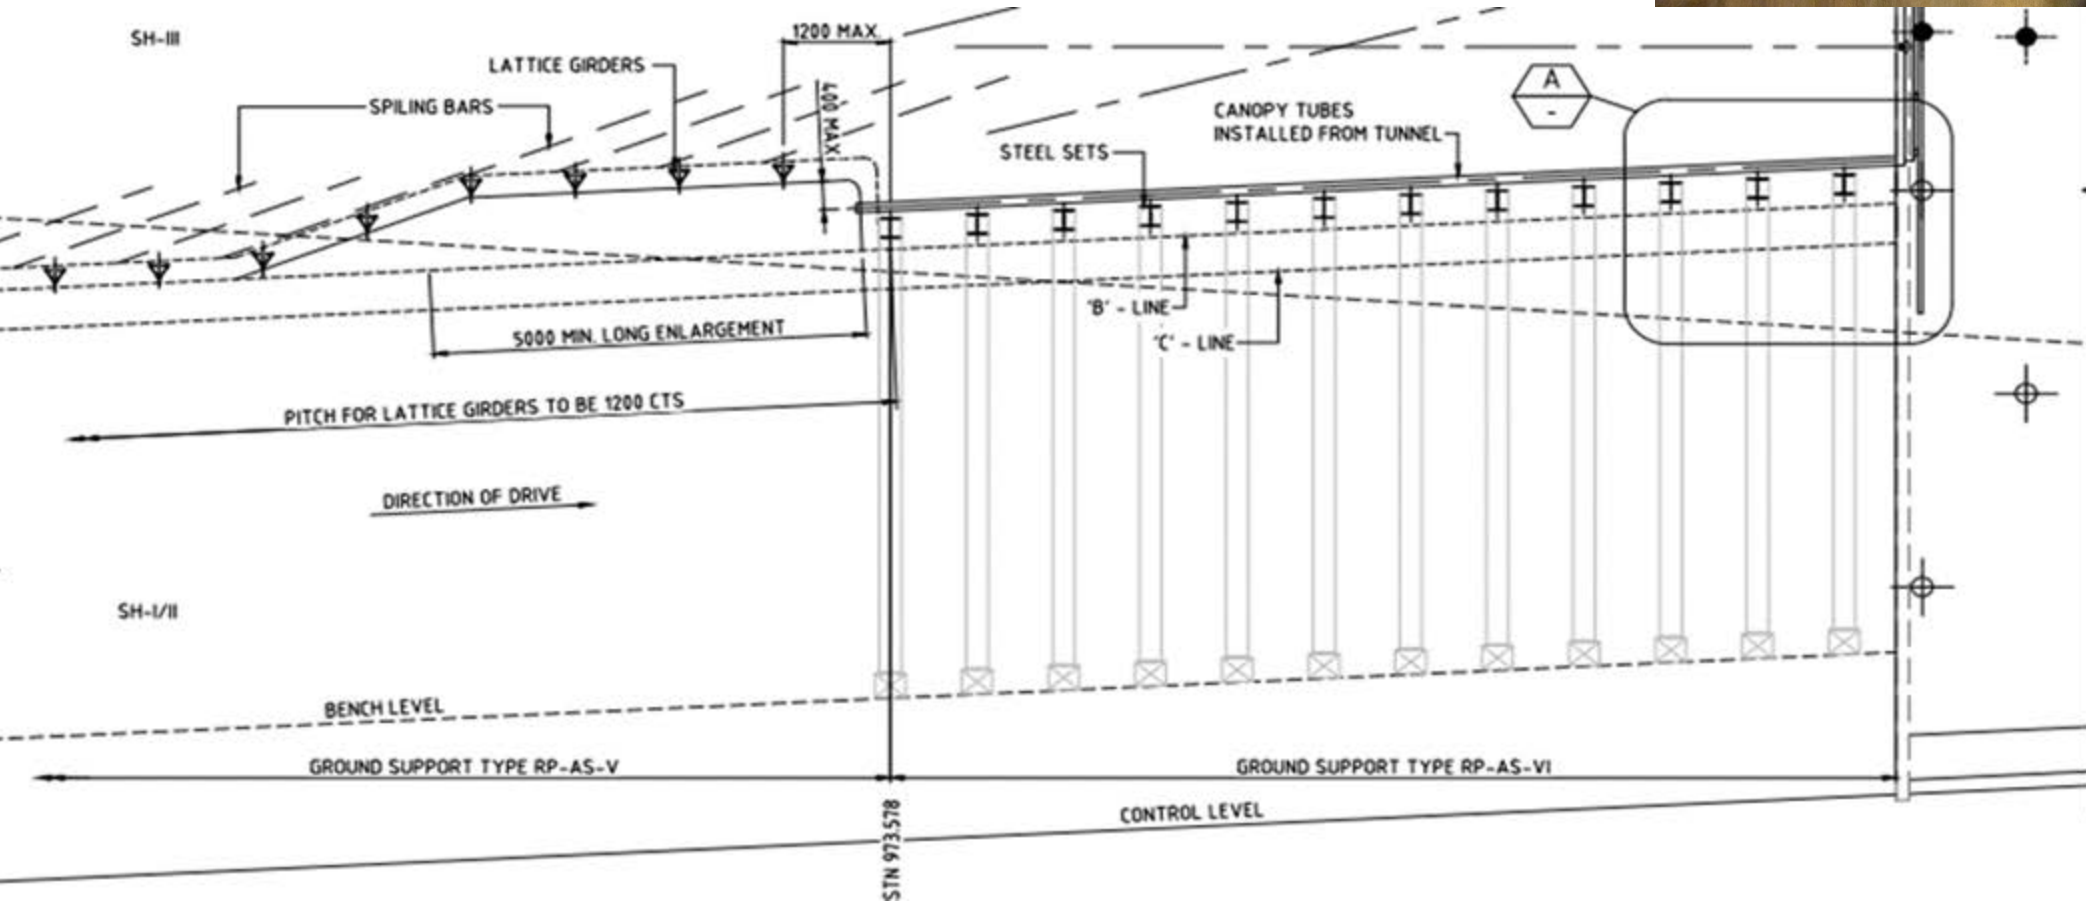 SH-III
1200 MAX.
LATTICE GIRDERS
SPILING BARS
400 MAX.
A
-
CANOPY TUBES
INSTALLED FROM TUNNEL
STEEL SETS
'B' - LINE
'C' - LINE
5000 MIN. LONG ENLARGEMENT
PITCH FOR LATTICE GIRDERS TO BE 1200 CTS
DIRECTION OF DRIVE
SH-I/II
BENCH LEVEL
GROUND SUPPORT TYPE RP-AS-V
GROUND SUPPORT TYPE RP-AS-VI
CONTROL LEVEL
STN 973.578